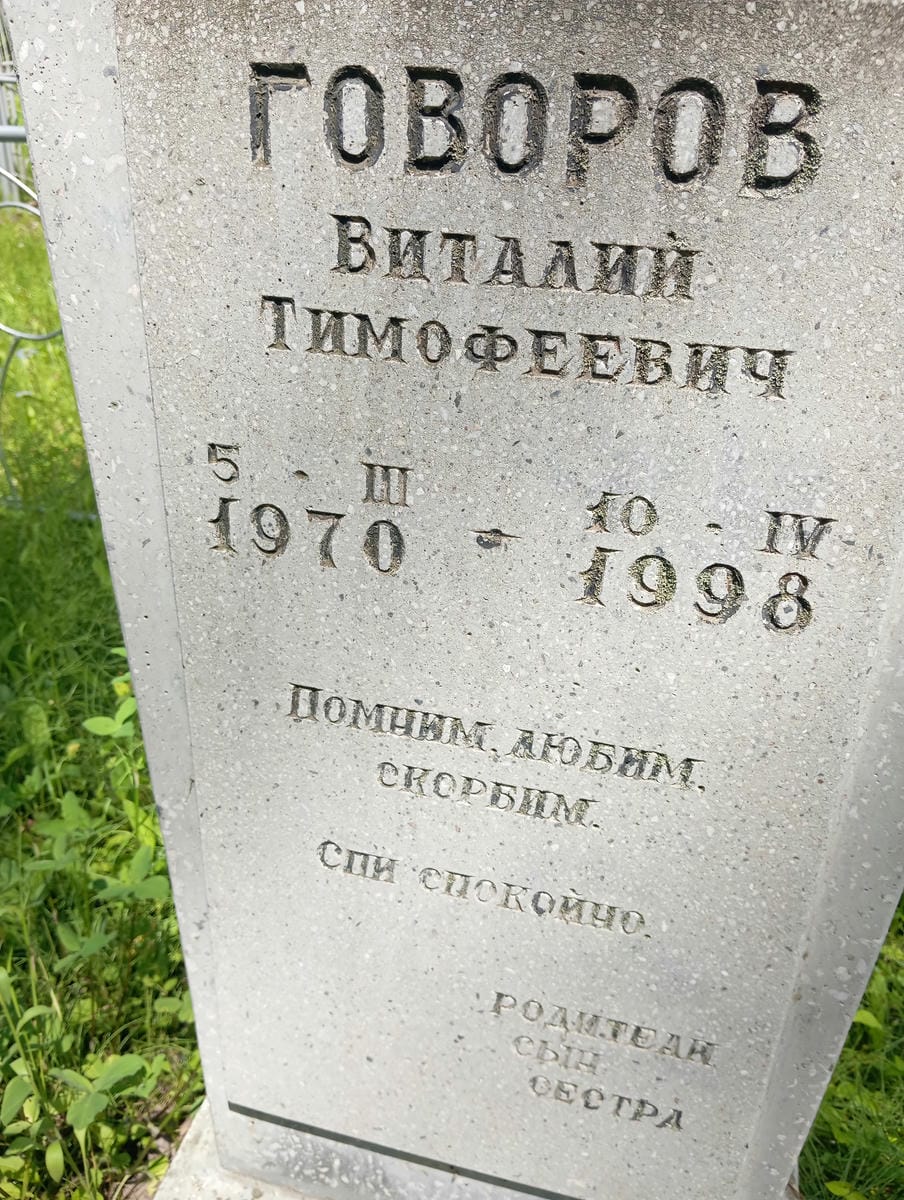 ГОВОРОВ
ВИТАЛИЙ
ТИМОФЕЕВИЧ
5 - III 10 - IV
1970 - 1998
ПОМНИМ, ЛЮБИМ,
СКОРБИМ.
СПИ СПОКОЙНО.
РОДИТЕЛИ
СЫН
СЕСТРА